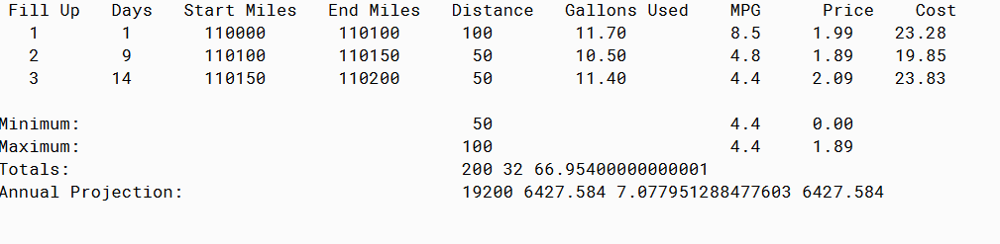 Fill Up Days Start Miles End Miles Distance Gallons Used MPG Price Cost
1 1 110000 110100 100 11.70 8.5 1.99 23.28
2 9 110100 110150 50 10.50 4.8 1.89 19.85
3 14 110150 110200 50 11.40 4.4 2.09 23.83
Minimum: 50 4.4 0.00
Maximum: 100 4.4 1.89
Totals: 200 32 66.95400000000001
Annual Projection: 19200 6427.584 7.077951288477603 6427.584